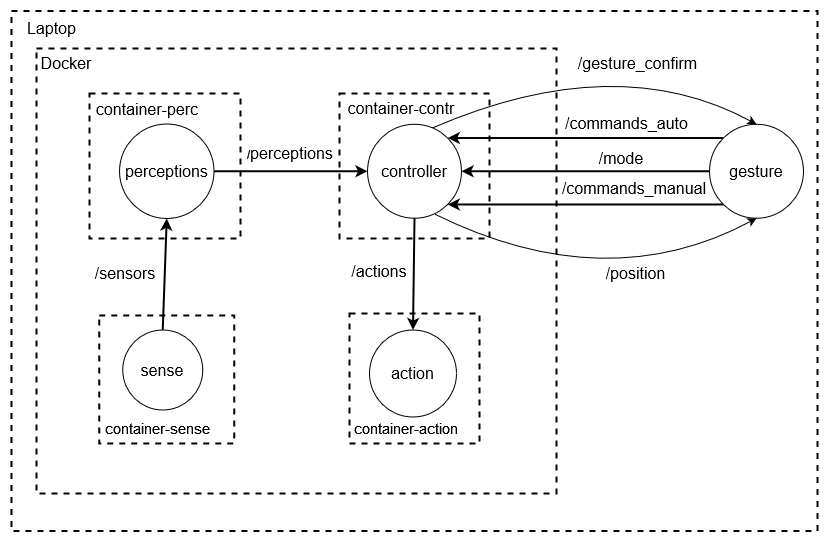 Laptop
Docker
/gesture_confirm
container-perc
container-contr
/commands_auto
/perceptions
/mode
perceptions
controller
gesture
/commands_manual
/sensors
/actions
/position
sense
action
container-sense
container-action